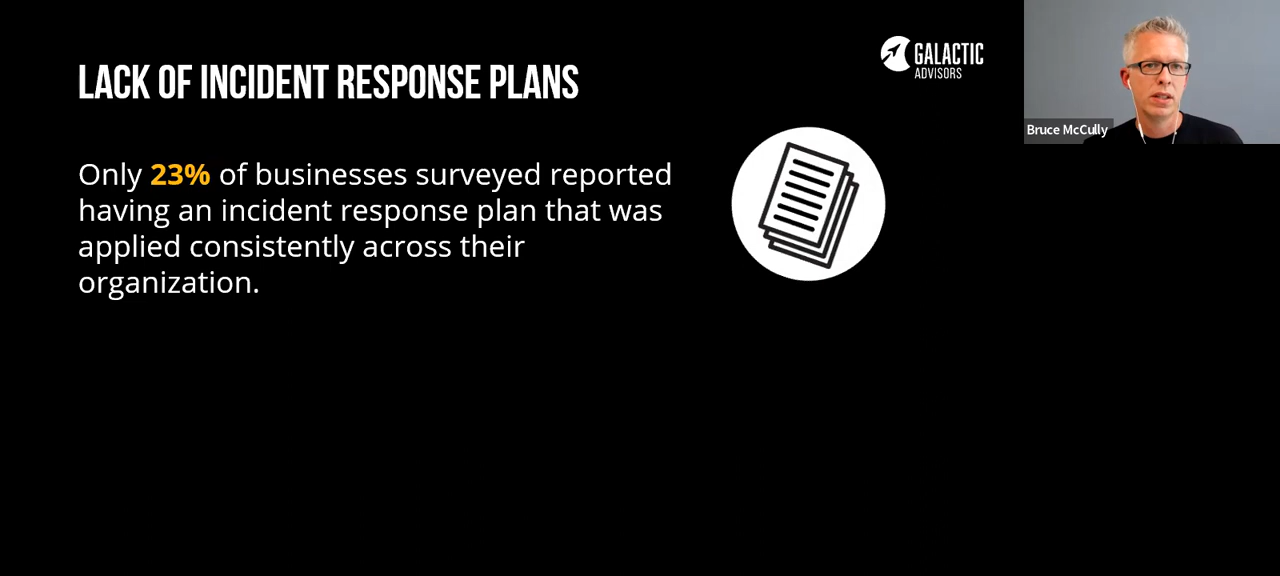 LACK OF INCIDENT RESPONSE PLANS
GALACTIC
ADVISORS
Bruce McCully
Only 23% of businesses surveyed reported
having an incident response plan that was
applied consistently across their
organization.